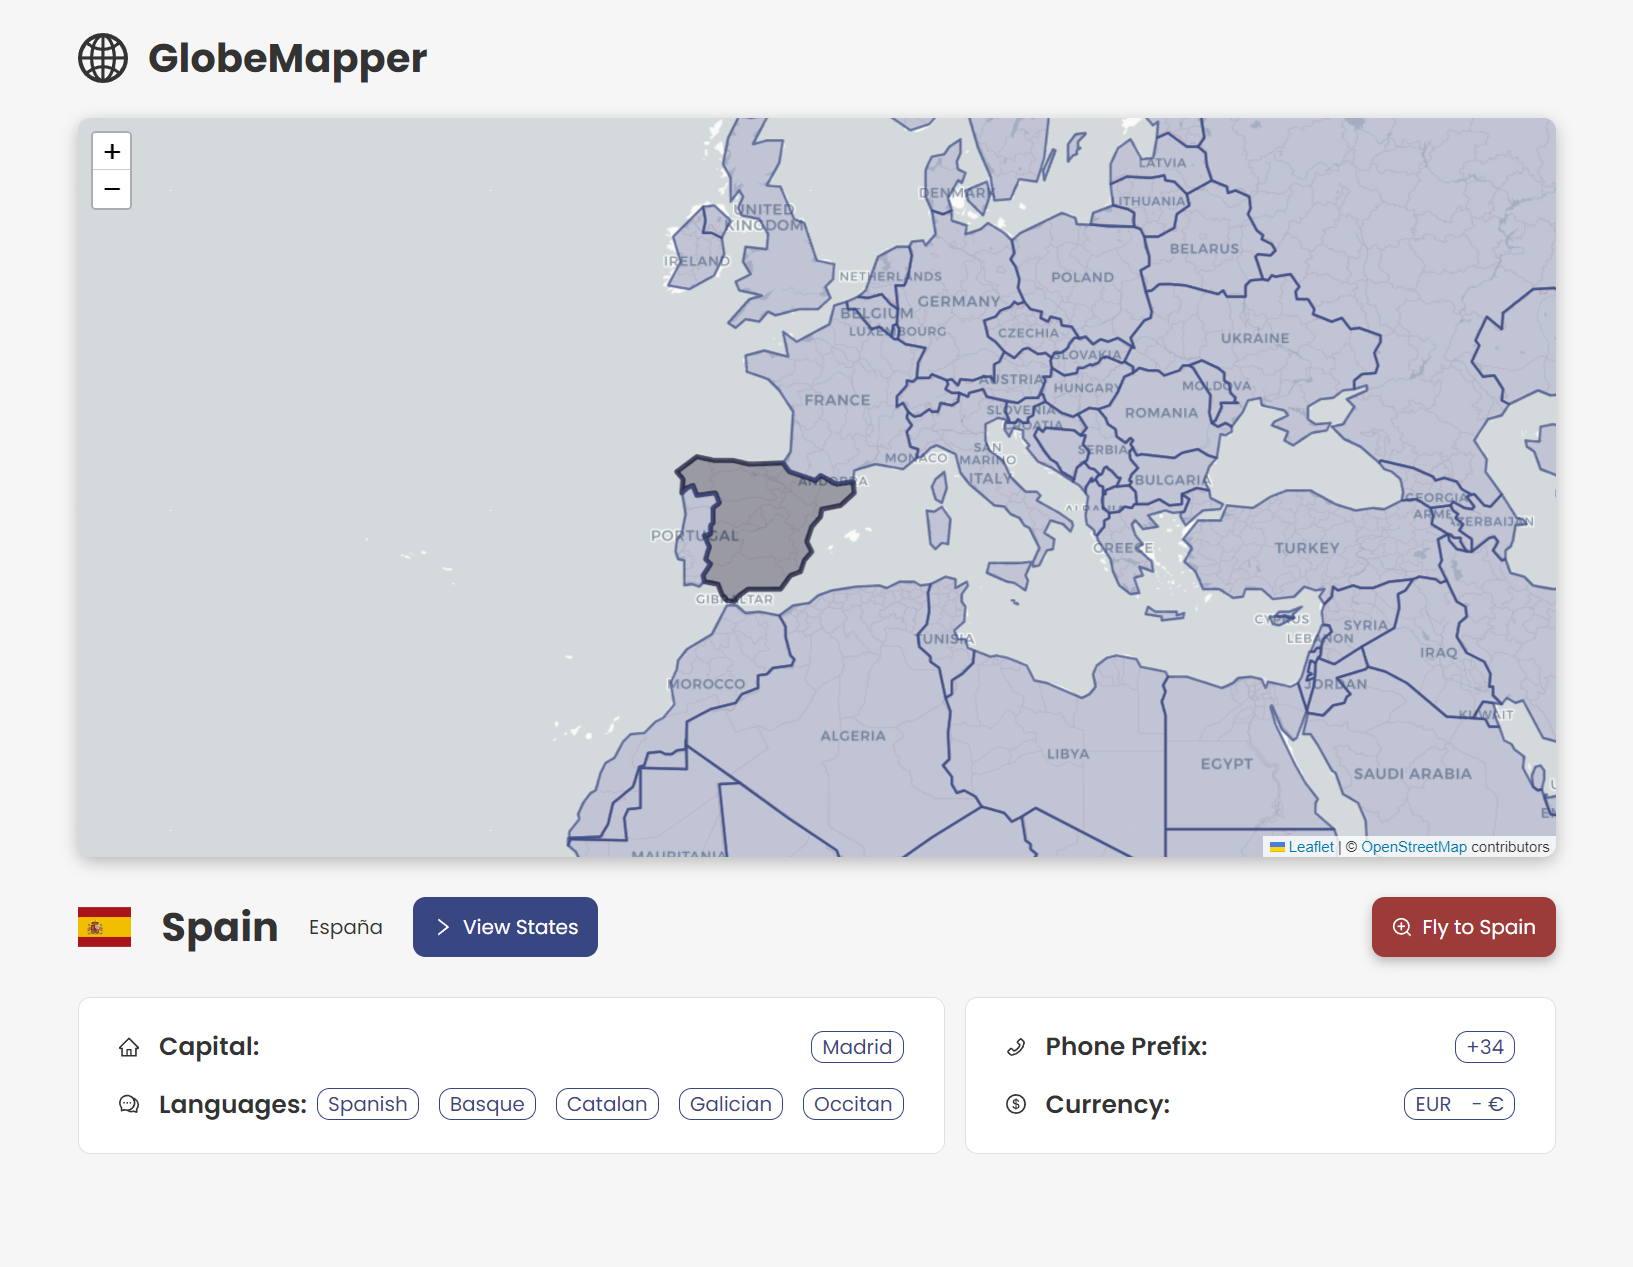 GlobeMapper
+
−
LATVIA
DENMARK
LITHUANIA
UNITED
KINGDOM
BELARUS
IRELAND
NETHERLANDS
POLAND
GERMANY
BELGIUM
LUXEMBOURG
CZECHIA
UKRAINE
SLOVAKIA
AUSTRIA
HUNGARY
MOLDOVA
FRANCE
SLOVENIA
ROMANIA
CROATIA
SAN
MARINO
SERBIA
MONACO
ITALY
BULGARIA
ANDORRA
GEORGIA
ALBANIA
ARME
AZERBAIJAN
PORTUGAL
GREECE
TURKEY
GIBRALTAR
CYPRUS
SYRIA
LEBANON
TUNISIA
IRAQ
MOROCCO
JORDAN
KUWAIT
ALGERIA
LIBYA
EGYPT
SAUDI ARABIA
MAURITANIA
Leaflet | © OpenStreetMap contributors
Spain España > View States
Fly to Spain
Capital: Madrid
Languages: Spanish Basque Catalan Galician Occitan
Phone Prefix: +34
Currency: EUR - €